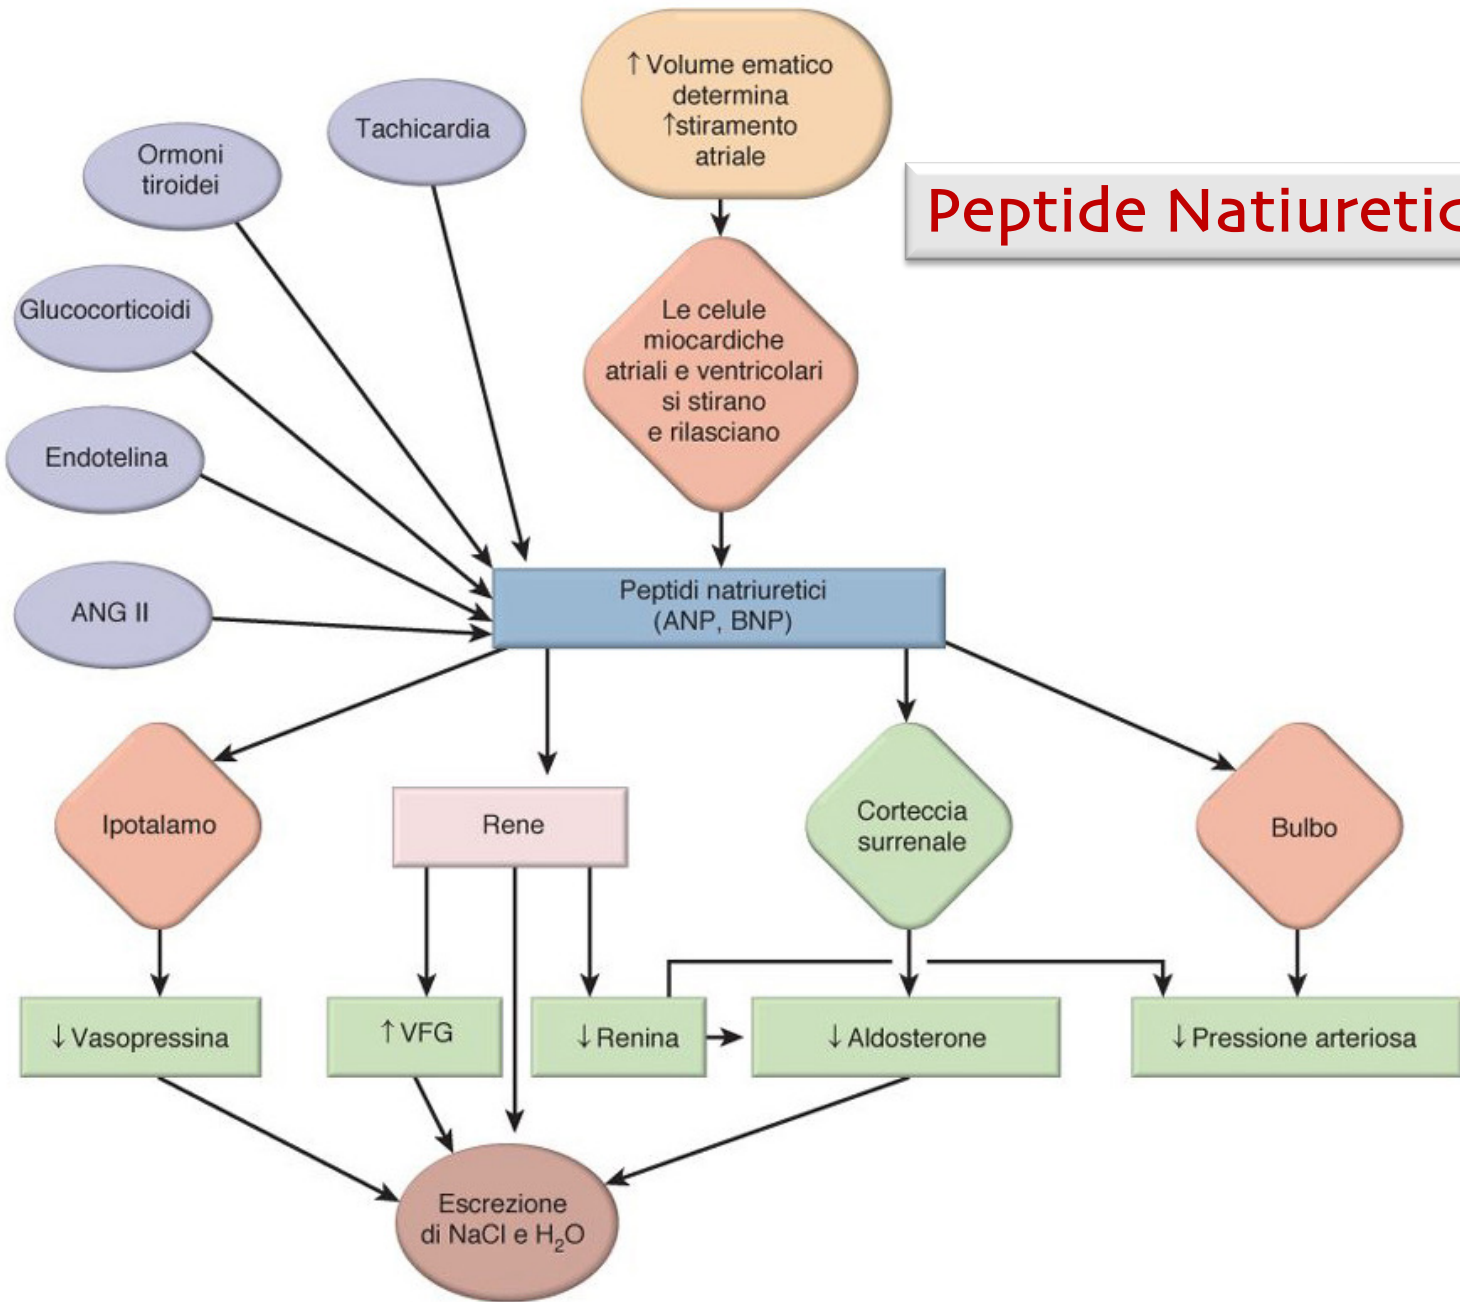 ↑ Volume ematico
determina
↑stiramento
atriale
Tachicardia
Ormoni
tiroidei
Peptide Natiuretic
Glucocorticoidi
Le celule
miocardiche
atriali e ventricolari
si stirano
e rilasciano
Endotelina
ANG II
Peptidi natriuretici
(ANP, BNP)
Ipotalamo
Rene
Corteccia
surrenale
Bulbo
↓ Vasopressina
↑ VFG
↓ Renina
↓ Aldosterone
↓ Pressione arteriosa
Escrezione
di NaCl e H₂O